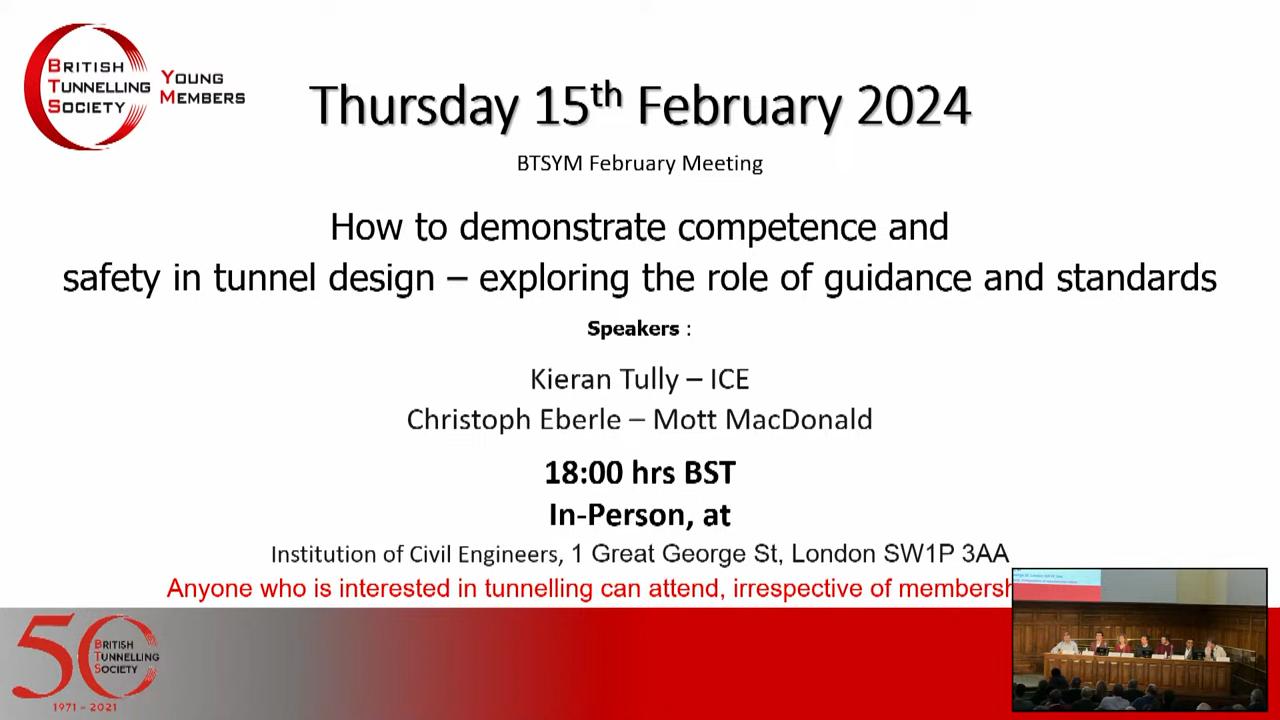 BRITISH
TUNNELLING
SOCIETY
YOUNG
MEMBERS
Thursday 15th February 2024
BTSYM February Meeting
How to demonstrate competence and
safety in tunnel design – exploring the role of guidance and standards
Speakers :
Kieran Tully – ICE
Christoph Eberle – Mott MacDonald
18:00 hrs BST
In-Person, at
Institution of Civil Engineers, 1 Great George St, London SW1P 3AA
Anyone who is interested in tunnelling can attend, irrespective of
50
BRITISH
TUNNELLING
SOCIETY
1971 – 2021